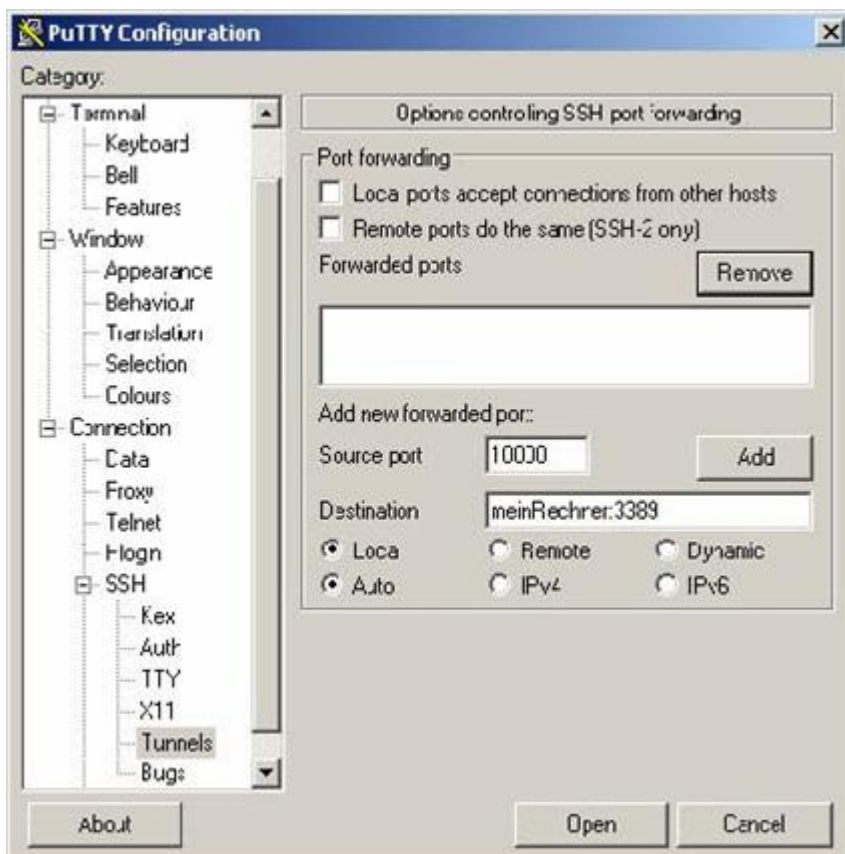 PuTTY Configuration
Category:
Terminal
Keyboard
Bell
Features
Window
Appearance
Behaviour
Translation
Selection
Colours
Connection
Data
Proxy
Telnet
Rlogin
SSH
Kex
Auth
TTY
X11
Tunnels
Bugs
Options controlling SSH port forwarding
Port forwarding
Local ports accept connections from other hosts
Remote ports do the same (SSH-2 only)
Forwarded ports
Remove
Add new forwarded port:
Source port 10000 Add
Destination meinRechner:3389
Local Remote Dynamic
Auto IPv4 IPv6
About Open Cancel